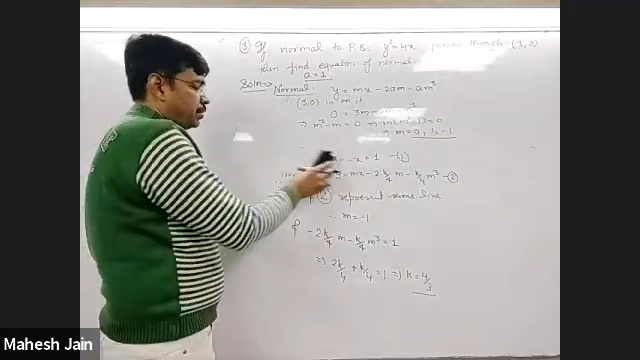 ③ If normal to P.B. y² = 4x, passes through (3,0)
then find equation of normal.
a=1
Soln⇒ Normal: y = mx - 2am - am³
∴ (3,0) is on it
0 = 3m - 2m - m³
⇒ m³ - m = 0 ⇒ m(m²-1) = 0
⇒ m = 0, 1, -1
-x + 1 -(1)
= mx - 2k/4 m - k/4 m³ -②
② represent same line
∴ m = -1
& -2k/4 m - k/4 m³ = 1
⇒ 2k/4 + k/4 = 1 ⇒ k = 4/3
Mahesh Jain